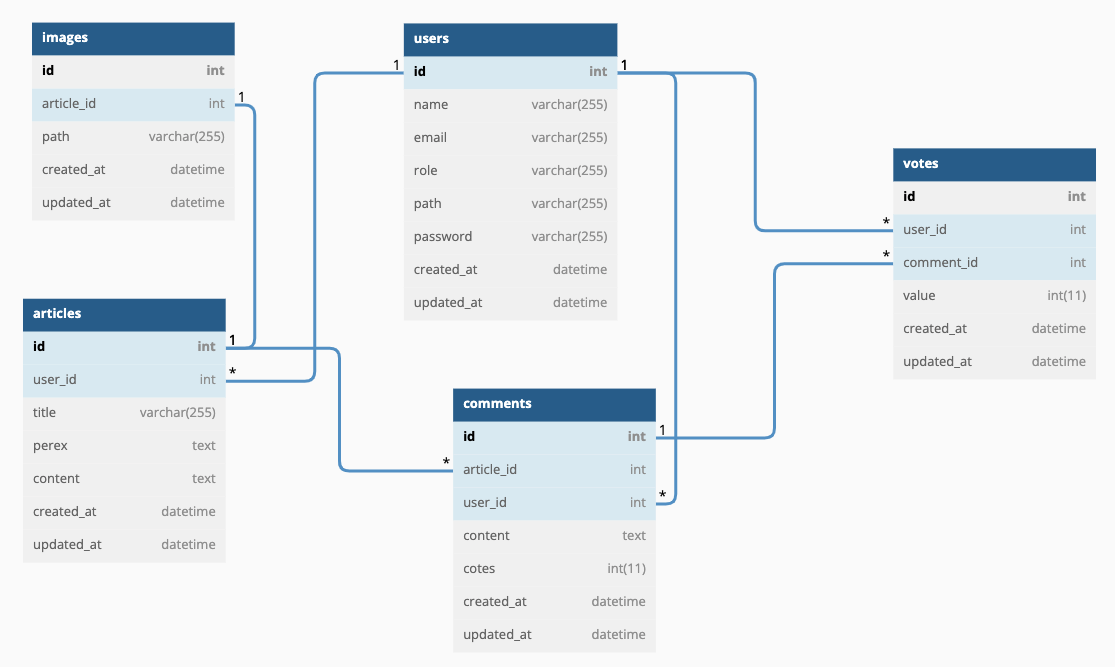 images
id int
article_id int
path varchar(255)
created_at datetime
updated_at datetime
1
articles
id int
user_id int
title varchar(255)
perex text
content text
created_at datetime
updated_at datetime
1
*
1
users
id int
name varchar(255)
email varchar(255)
role varchar(255)
path varchar(255)
password varchar(255)
created_at datetime
updated_at datetime
1
*
comments
id int
article_id int
user_id int
content text
cotes int(11)
created_at datetime
updated_at datetime
1
*
*
*
votes
id int
user_id int
comment_id int
value int(11)
created_at datetime
updated_at datetime